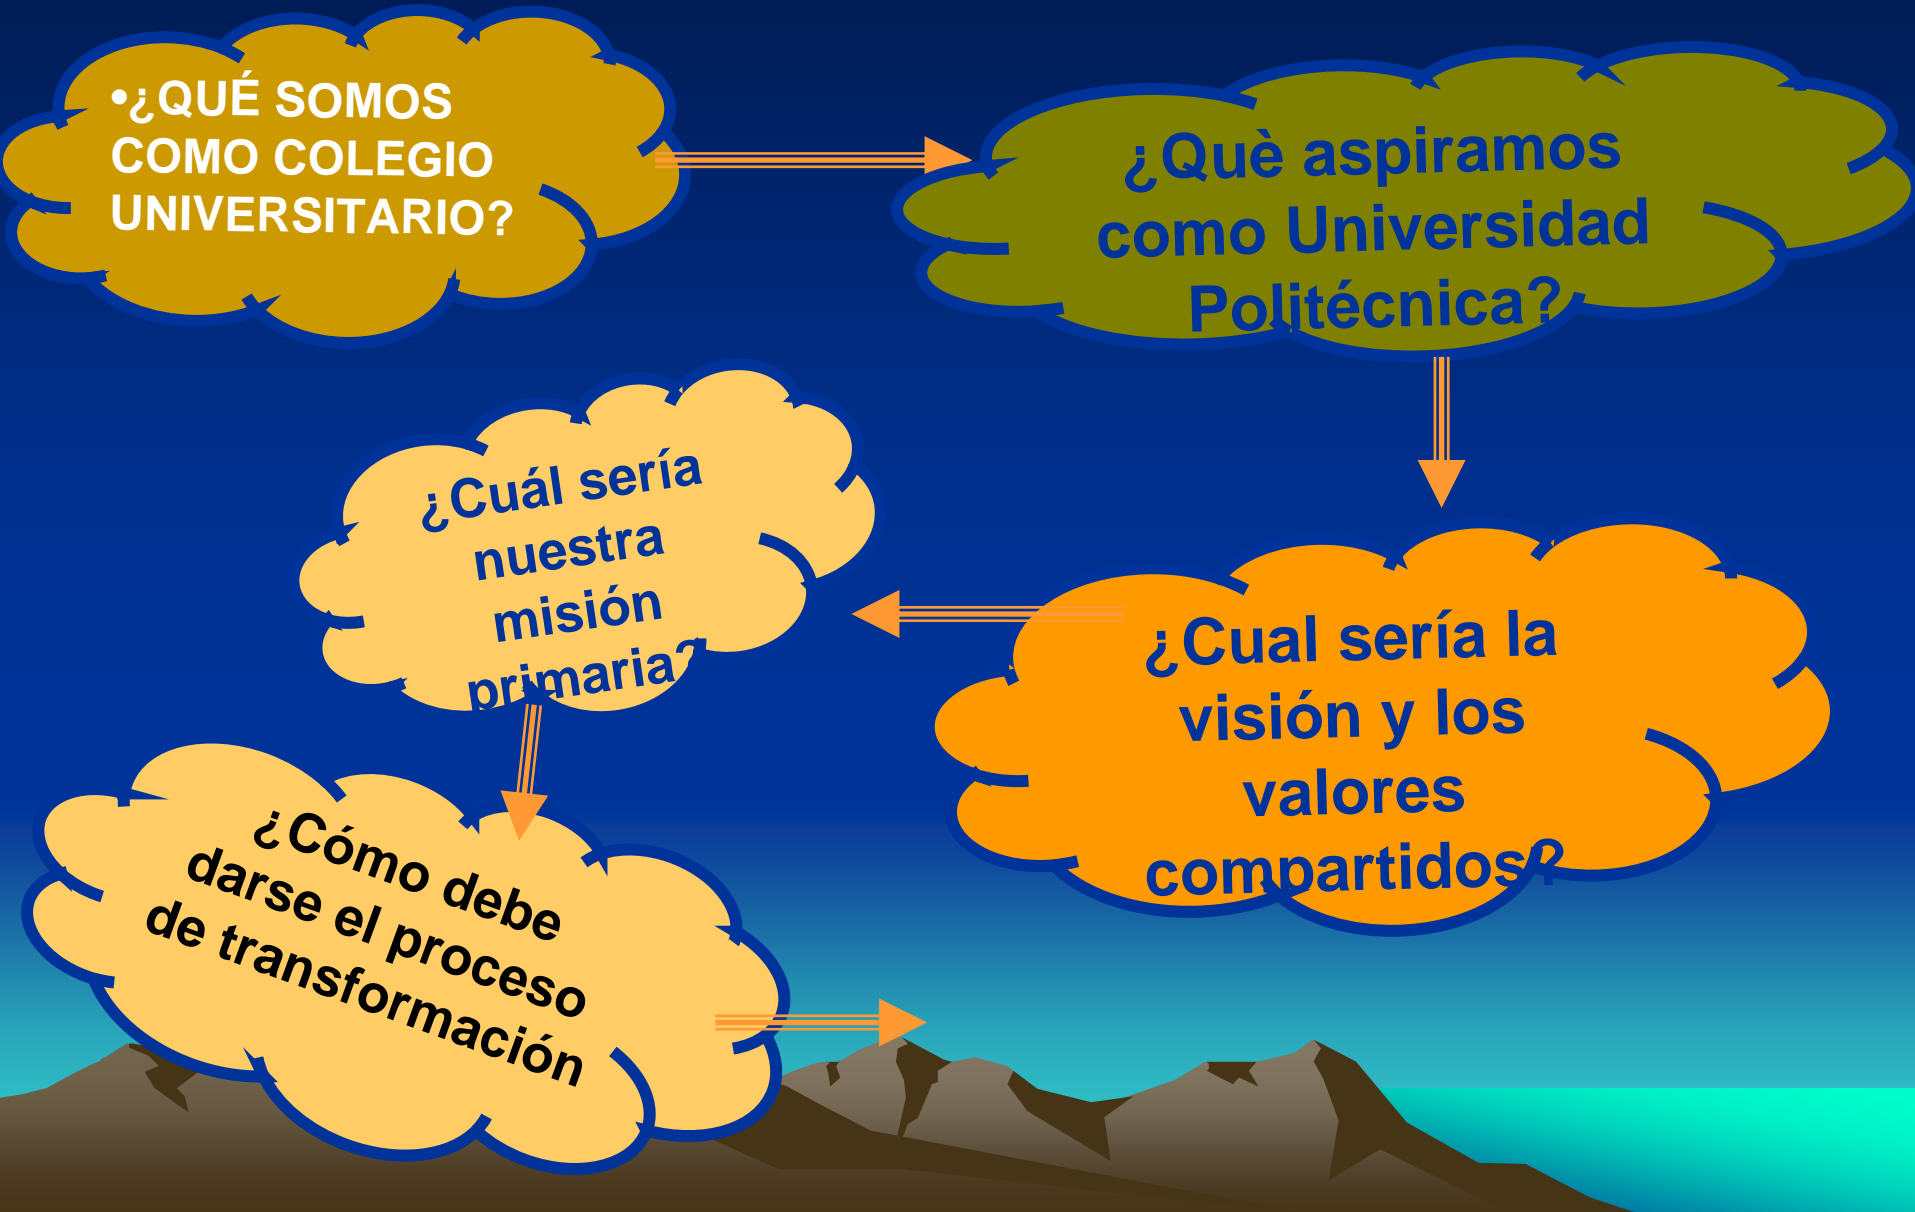 •¿QUÉ SOMOS
COMO COLEGIO
UNIVERSITARIO?
¿Què aspiramos
como Universidad
Politécnica?
¿Cual sería la
visión y los
valores
compartidos?
¿Cuál sería
nuestra
misión
primaria?
¿Cómo debe
darse el proceso
de transformación